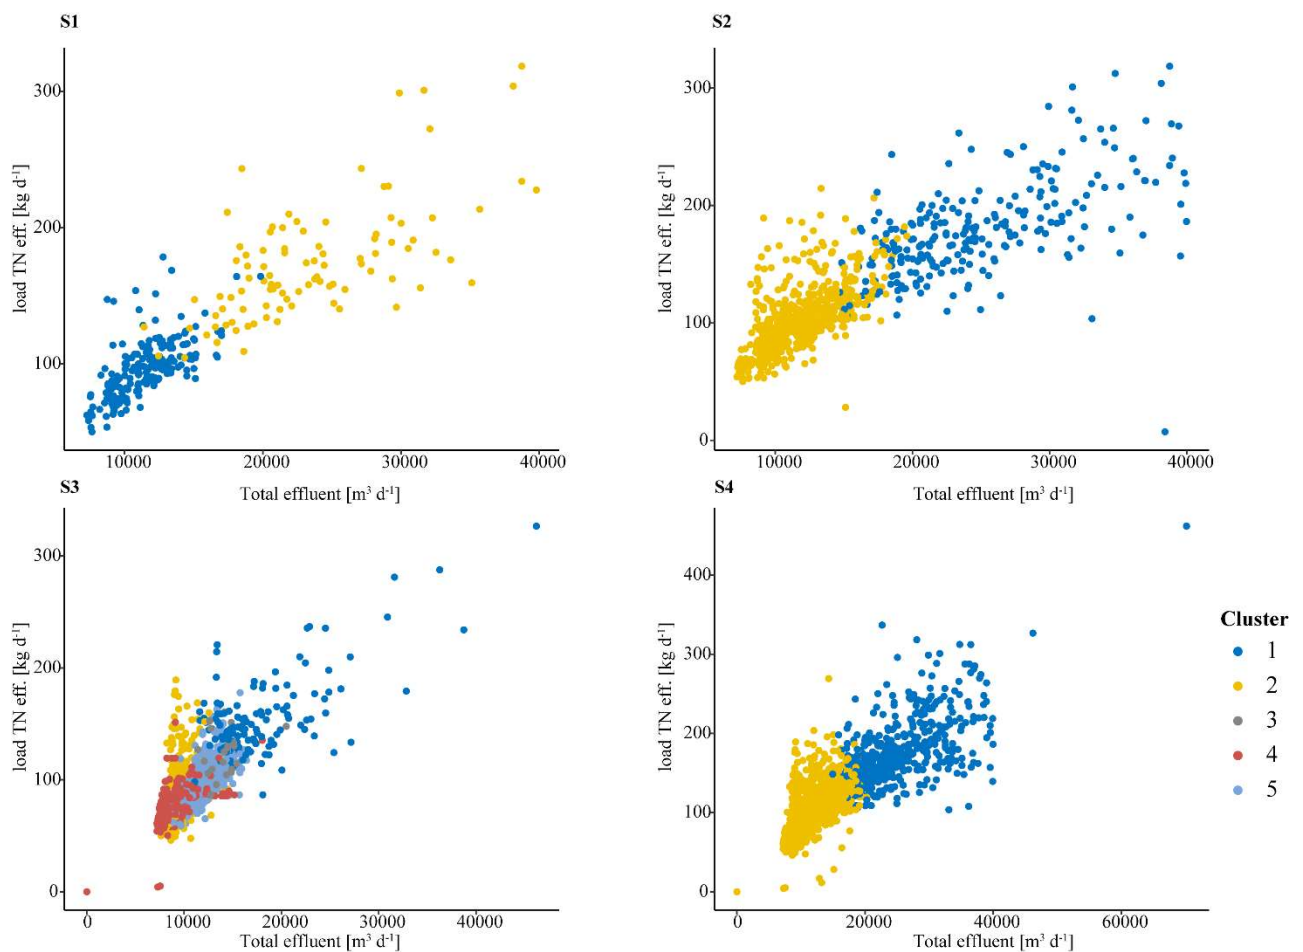 S1
load TN eff. [kg d⁻¹]
300
200
100
10000 20000 30000 40000
Total effluent [m³ d⁻¹]
S2
load TN eff. [kg d⁻¹]
300
200
100
0
10000 20000 30000 40000
Total effluent [m³ d⁻¹]
S3
load TN eff. [kg d⁻¹]
300
200
100
0
0 10000 20000 30000 40000
Total effluent [m³ d⁻¹]
S4
load TN eff. [kg d⁻¹]
400
300
200
100
0
0 20000 40000 60000
Total effluent [m³ d⁻¹]
Cluster
1
2
3
4
5